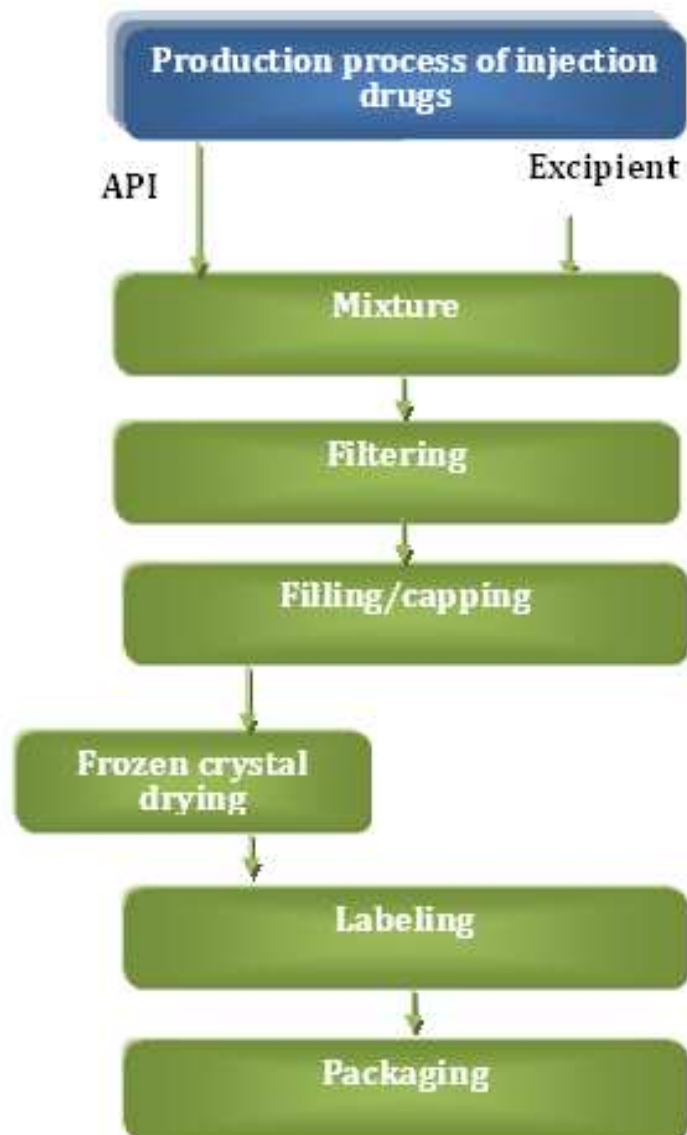 Production process of injection
drugs
API
Excipient
Mixture
Filtering
Filling/capping
Frozen crystal
drying
Labeling
Packaging